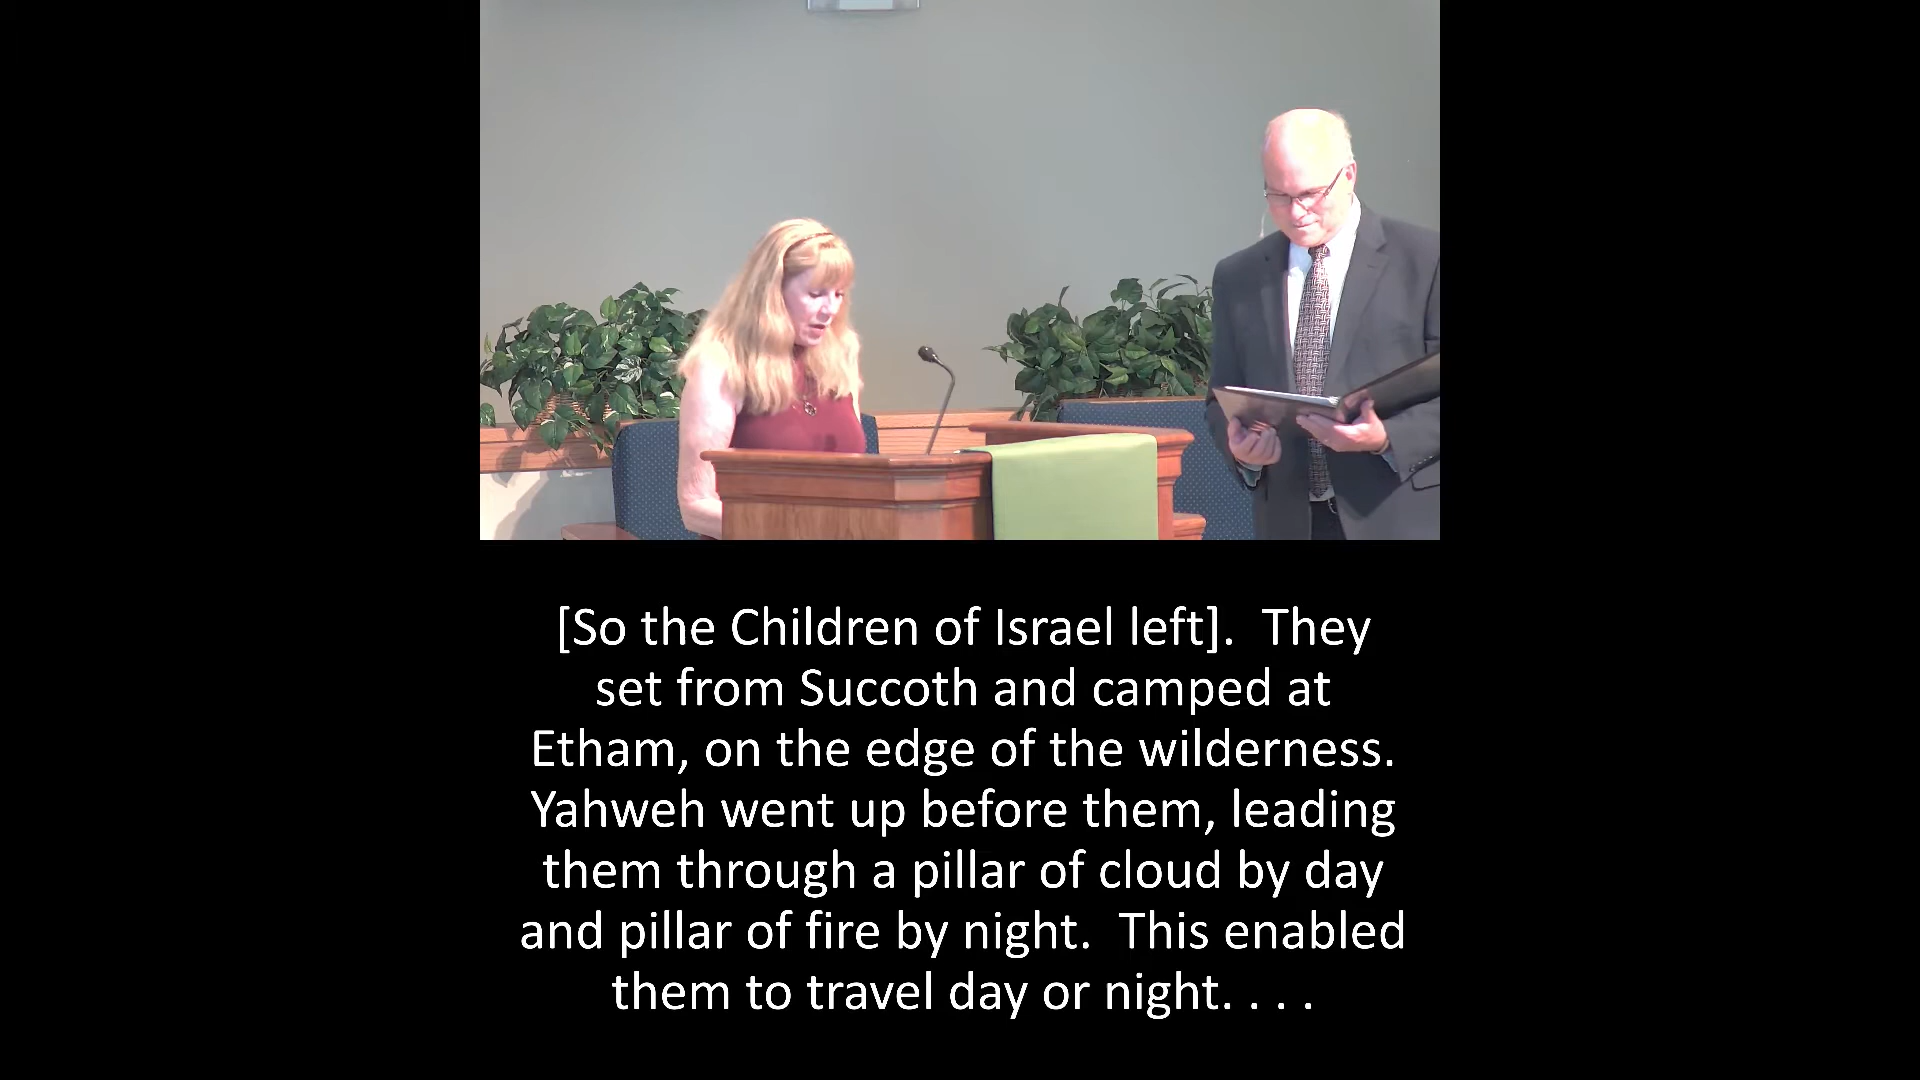 [So the Children of Israel left].  They
set from Succoth and camped at
Etham, on the edge of the wilderness.
Yahweh went up before them, leading
them through a pillar of cloud by day
and pillar of fire by night.  This enabled
them to travel day or night. . . .